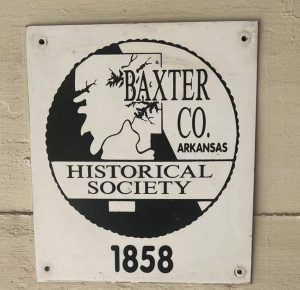 BAXTER
CO.
ARKANSAS
HISTORICAL
SOCIETY
1858